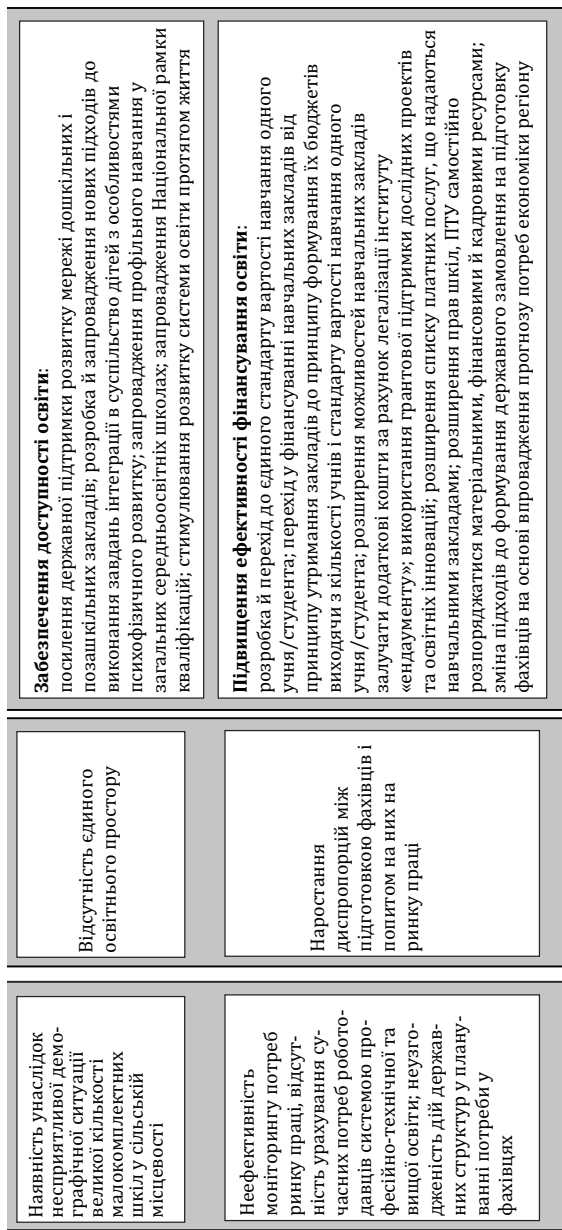 Наявність унаслідок
несприятливої демо-
графічної ситуації
великої кількості
малокомплектних
шкіл у сільській
місцевості
Відсутність єдиного
освітнього простору
Забезпечення доступності освіти:
посилення державної підтримки розвитку мережі дошкільних і
позашкільних закладів; розробка й запровадження нових підходів до
виконання завдань інтеграції в суспільство дітей з особливостями
психофізичного розвитку; запровадження профільного навчання у
загальних середньоосвітніх школах; запровадження Національної рамки
кваліфікацій; стимулювання розвитку системи освіти протягом життя
Неефективність
моніторингу потреб
ринку праці, відсут-
ність урахування су-
часних потреб робото-
давців системою про-
фесійно-технічної та
вищої освіти; неузго-
дженість дій держав-
них структур у плану-
ванні потреби у
фахівцях
Наростання
диспропорцій між
підготовкою фахівців і
попитом на них на
ринку праці
Підвищення ефективності фінансування освіти:
розробка й перехід до єдиного стандарту вартості навчання одного
учня/студента; перехід у фінансуванні навчальних закладів від
принципу утримання закладів до принципу формування їх бюджетів
виходячи з кількості учнів і стандарту вартості навчання одного
учня/студента; розширення можливостей навчальних закладів
залучати додаткові кошти за рахунок легалізації інституту
«ендаументу»; використання грантової підтримки дослідних проектів
та освітніх інновацій; розширення списку платних послуг, що надаються
навчальними закладами; розширення прав шкіл, ПТУ самостійно
розпоряджатися матеріальними, фінансовими й кадровими ресурсами;
зміна підходів до формування державного замовлення на підготовку
фахівців на основі впровадження прогнозу потреб економіки регіону